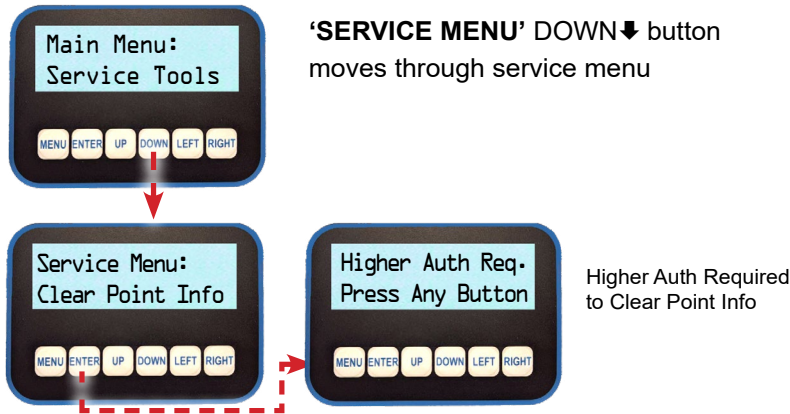 Main Menu:
Service Tools
MENU ENTER UP DOWN LEFT RIGHT
‘SERVICE MENU’ DOWN⬇ button
moves through service menu
Service Menu:
Clear Point Info
MENU ENTER UP DOWN LEFT RIGHT
Higher Auth Req.
Press Any Button
MENU ENTER UP DOWN LEFT RIGHT
Higher Auth Required
to Clear Point Info